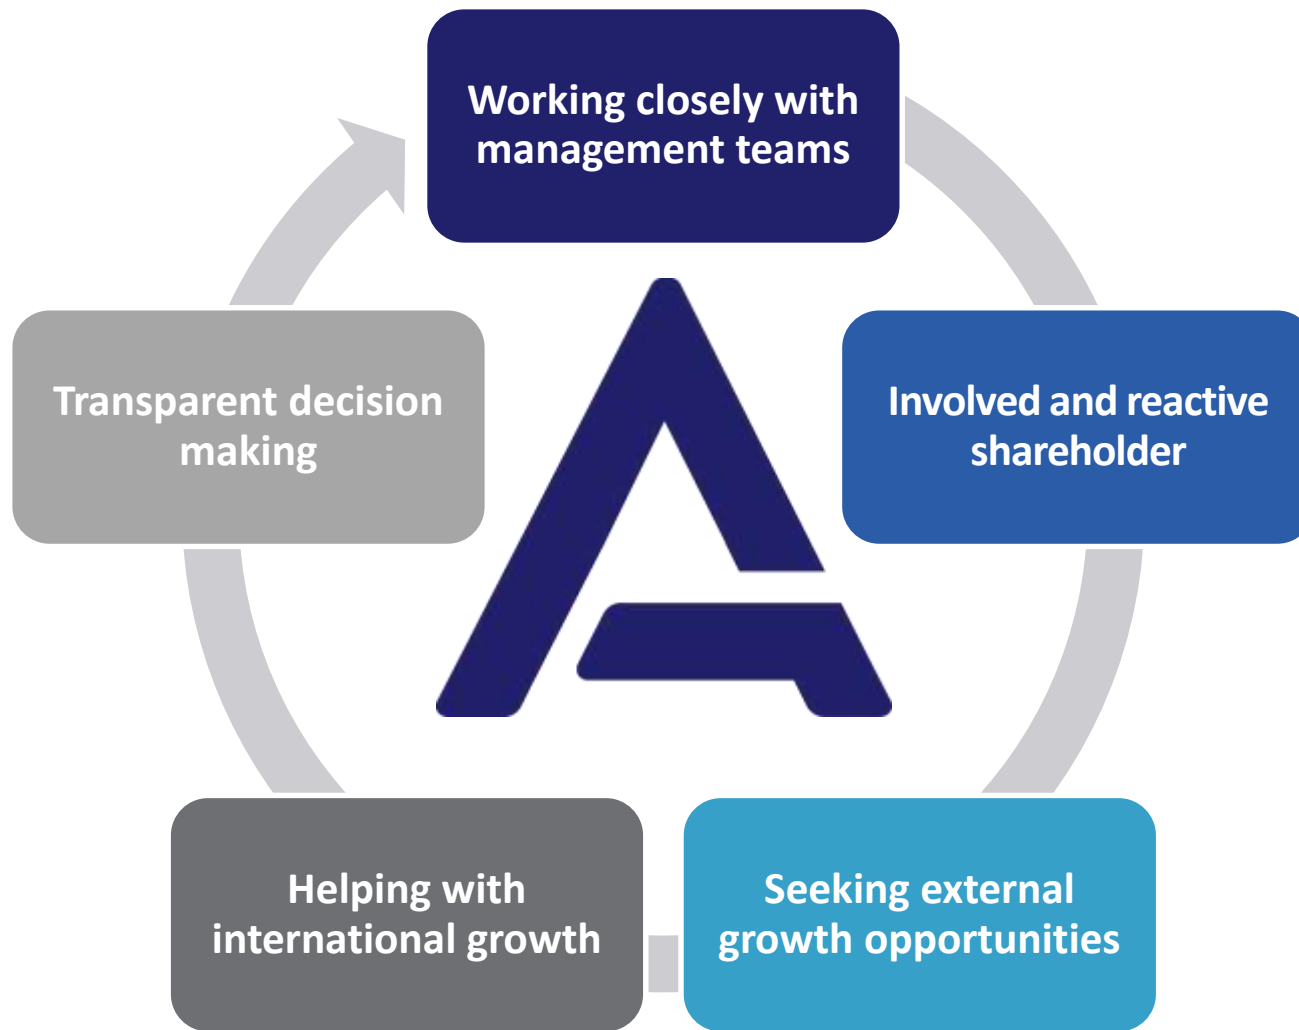 Working closely with
management teams
Involved and reactive
shareholder
Seeking external
growth opportunities
Helping with
international growth
Transparent decision
making